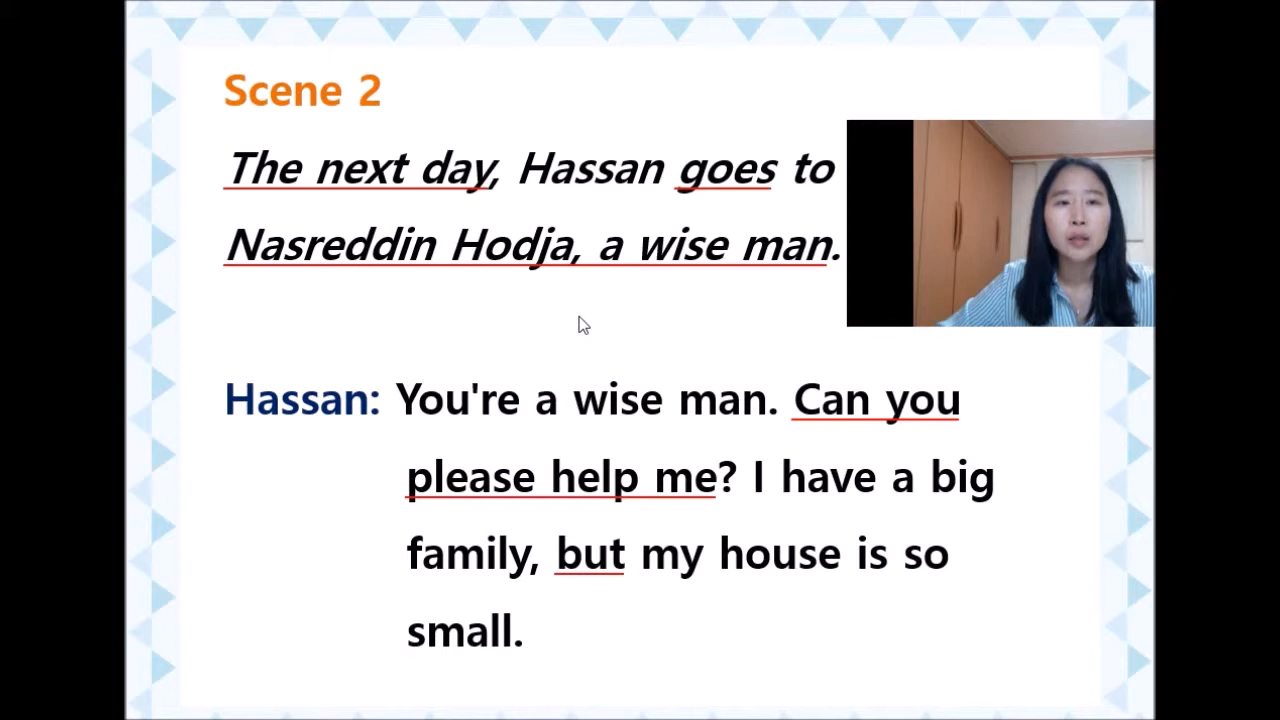 Scene 2
The next day, Hassan goes to
Nasreddin Hodja, a wise man.
Hassan: You're a wise man. Can you
please help me? I have a big
family, but my house is so
small.